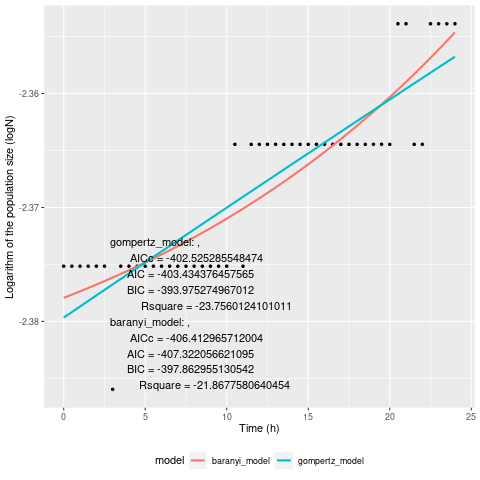 -2.36
-2.37
-2.38
Logarithm of the population size (logN)
gompertz_model: ,
AICc = -402.525285548474
AIC = -403.434376457565
BIC = -393.975274967012
Rsquare = -23.7560124101011
baranyi_model: ,
AICc = -406.412965712004
AIC = -407.322056621095
BIC = -397.862955130542
Rsquare = -21.8677580640454
0 5 10 15 20 25
Time (h)
model baranyi_model gompertz_model